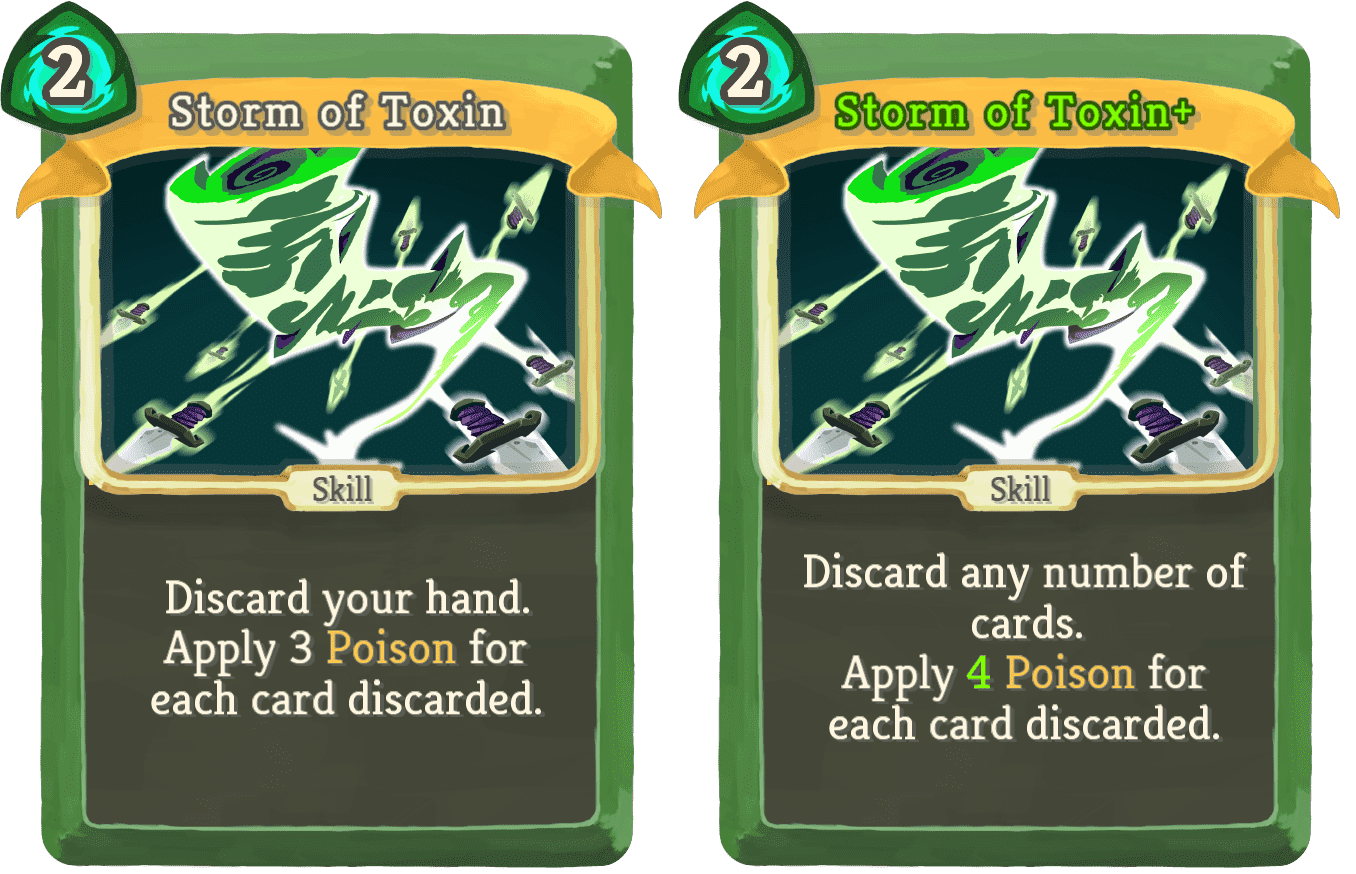 2
Storm of Toxin
Skill
Discard your hand.
Apply 3 Poison for
each card discarded.
2
Storm of Toxin+
Skill
Discard any number of
cards.
Apply 4 Poison for
each card discarded.